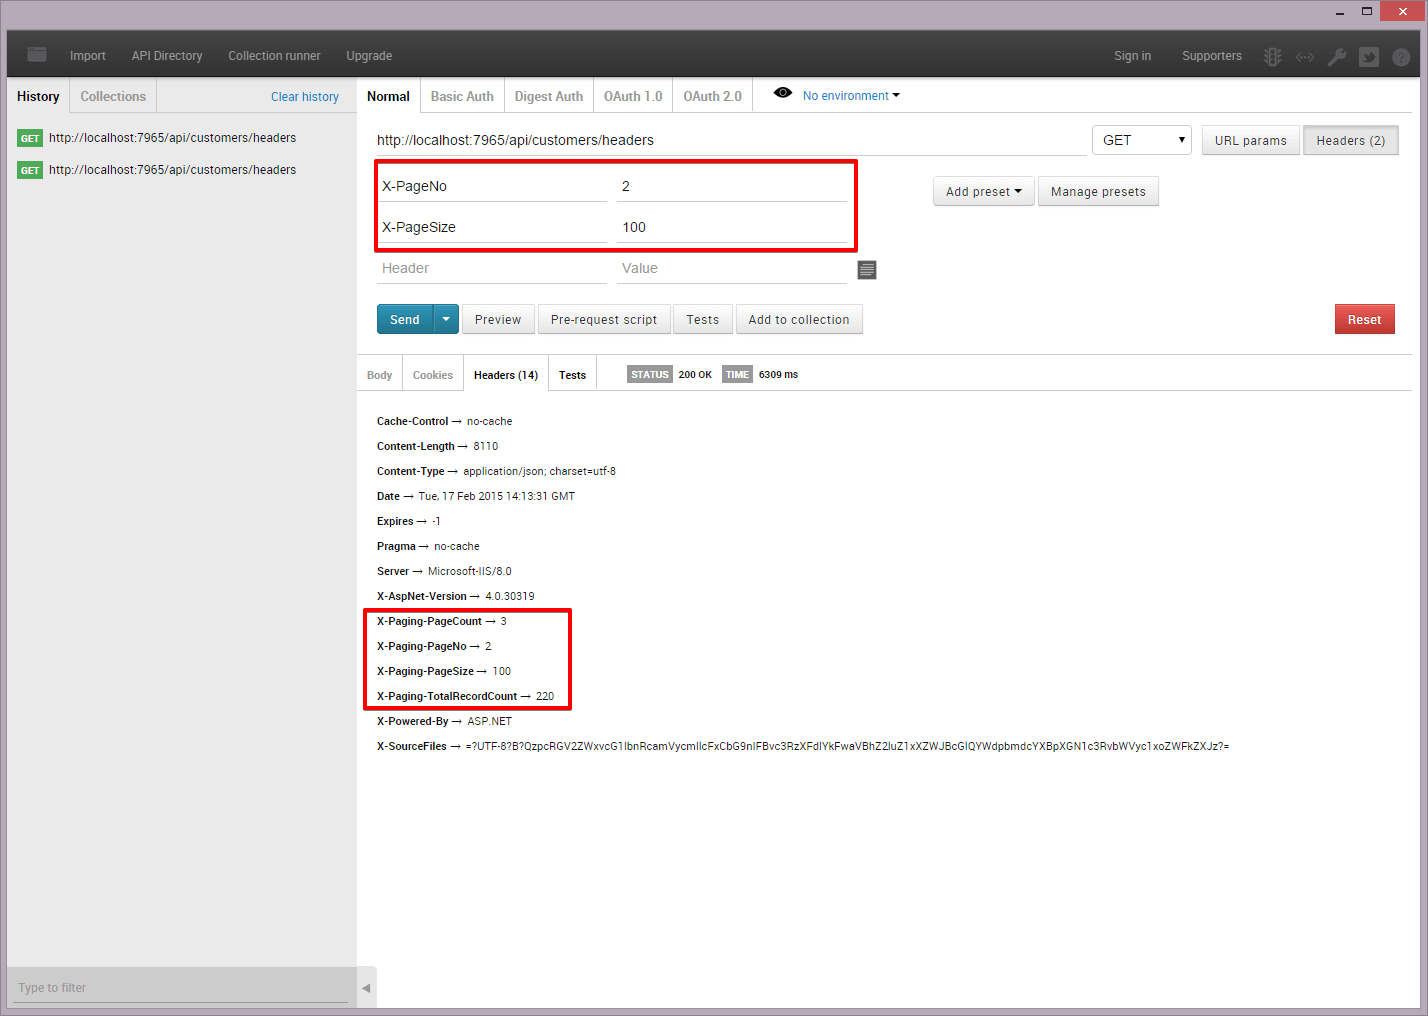 Import API Directory Collection runner Upgrade Sign in Supporters
History Collections Clear history
GET http://localhost:7965/api/customers/headers
GET http://localhost:7965/api/customers/headers
Type to filter
Normal Basic Auth Digest Auth OAuth 1.0 OAuth 2.0 No environment
http://localhost:7965/api/customers/headers GET URL params Headers (2)
X-PageNo 2 Add preset Manage presets
X-PageSize 100
Header Value
Send Preview Pre-request script Tests Add to collection Reset
Body Cookies Headers (14) Tests STATUS 200 OK TIME 6309 ms
Cache-Control → no-cache
Content-Length → 8110
Content-Type → application/json; charset=utf-8
Date → Tue, 17 Feb 2015 14:13:31 GMT
Expires → -1
Pragma → no-cache
Server → Microsoft-IIS/8.0
X-AspNet-Version → 4.0.30319
X-Paging-PageCount → 3
X-Paging-PageNo → 2
X-Paging-PageSize → 100
X-Paging-TotalRecordCount → 220
X-Powered-By → ASP.NET
X-SourceFiles →